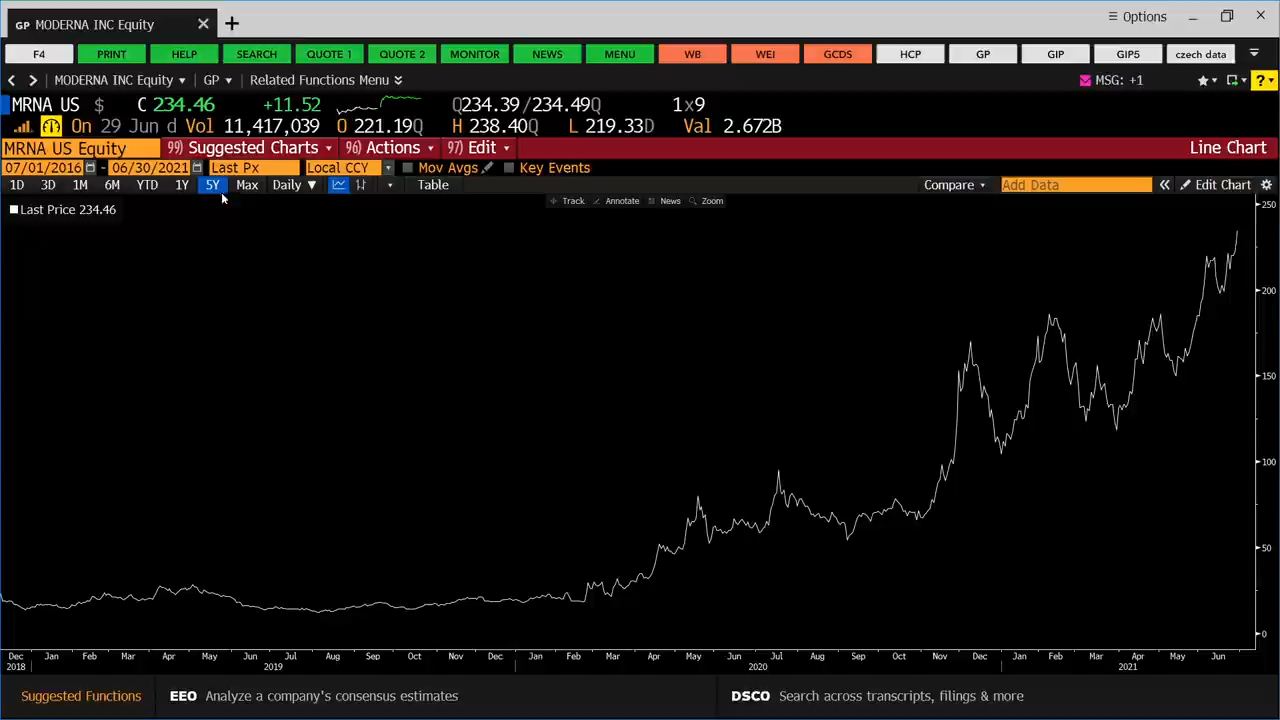 GP MODERNA INC Equity
Options
F4 PRINT HELP SEARCH QUOTE 1 QUOTE 2 MONITOR NEWS MENU WB WEI GCDS HCP GP GIP GIP5 czech data
MODERNA INC Equity GP Related Functions Menu MSG: +1
MRNA US $ C 234.46 +11.52 Q234.39/234.49Q 1x9
On 29 Jun d Vol 11,417,039 O 221.19Q H 238.40Q L 219.33D Val 2.672B
MRNA US Equity 99) Suggested Charts 96) Actions 97) Edit Line Chart
07/01/2016 - 06/30/2021 Last Px Local CCY Mov Avgs Key Events
1D 3D 1M 6M YTD 1Y 5Y Max Daily Table Compare Add Data Edit Chart
Track Annotate News Zoom
Last Price 234.46
250
200
150
100
50
0
Dec Jan Feb Mar Apr May Jun Jul Aug Sep Oct Nov Dec Jan Feb Mar Apr May Jun Jul Aug Sep Oct Nov Dec Jan Feb Mar Apr May Jun
2018 2019 2020 2021
Suggested Functions EEO Analyze a company's consensus estimates DSCO Search across transcripts, filings & more